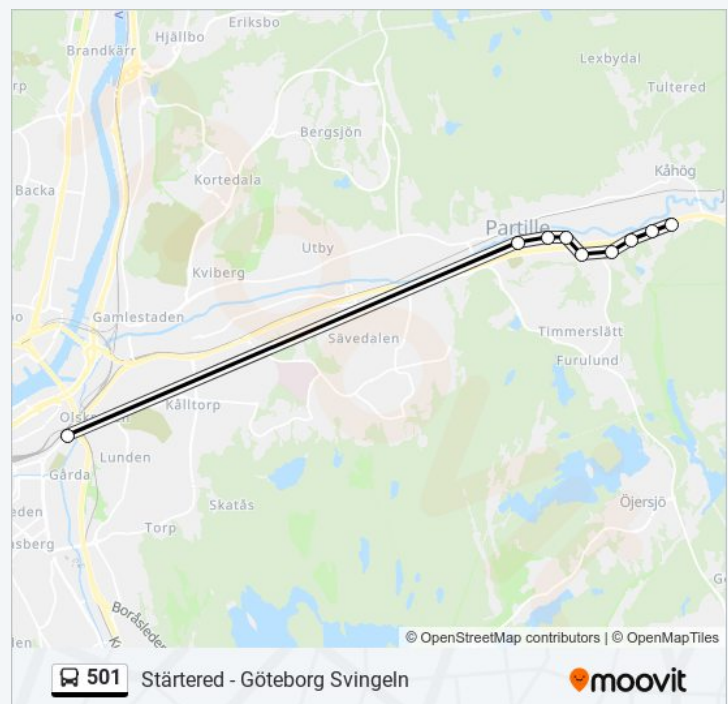 Eriksbo
Hjällbo
Brandkärr
Lexbydal
Tultered
Bergsjön
Kåhög
Kortedala
Backa
Partille
Utby
Kviberg
Gamlestaden
Sävedalen
Timmerslätt
Furulund
Kålltorp
Lunden
Gårda
Skatås
Öjersjö
Torp
Boråsleden
© OpenStreetMap contributors | © OpenMapTiles
501 Stärtered - Göteborg Svingeln
moovit